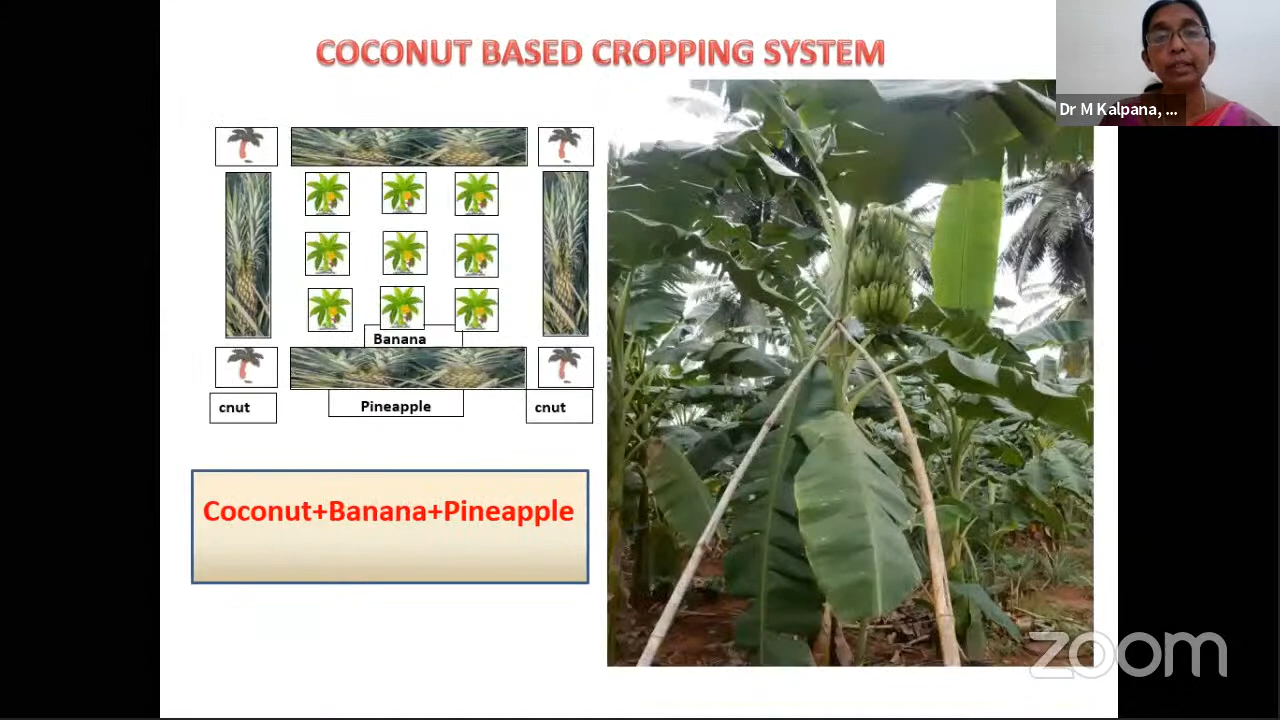 COCONUT BASED CROPPING SYSTEM
Dr M Kalpana, ...
Banana
cnut
Pineapple
cnut
Coconut+Banana+Pineapple
zoom